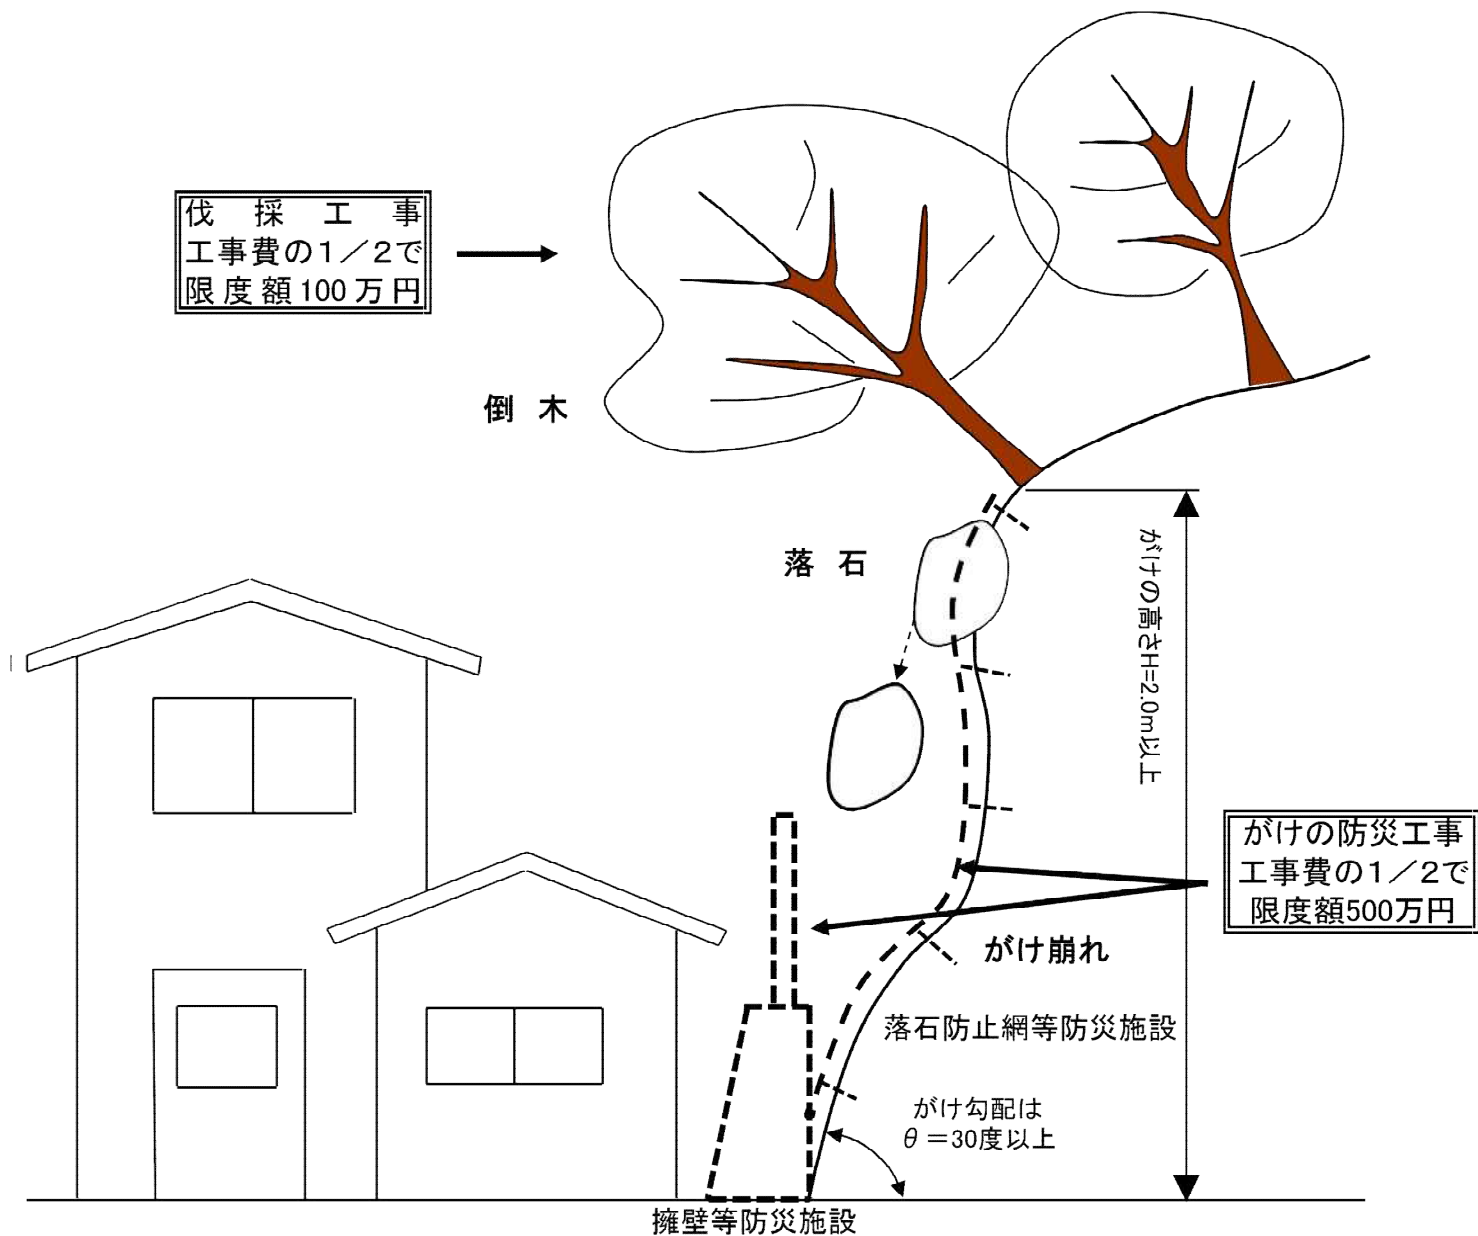 伐採工事
工事費の1/2で
限度額100万円
倒木
落石
がけの高さH=2.0m以上
がけの防災工事
工事費の1/2で
限度額500万円
がけ崩れ
落石防止網等防災施設
がけ勾配は
θ=30度以上
擁壁等防災施設